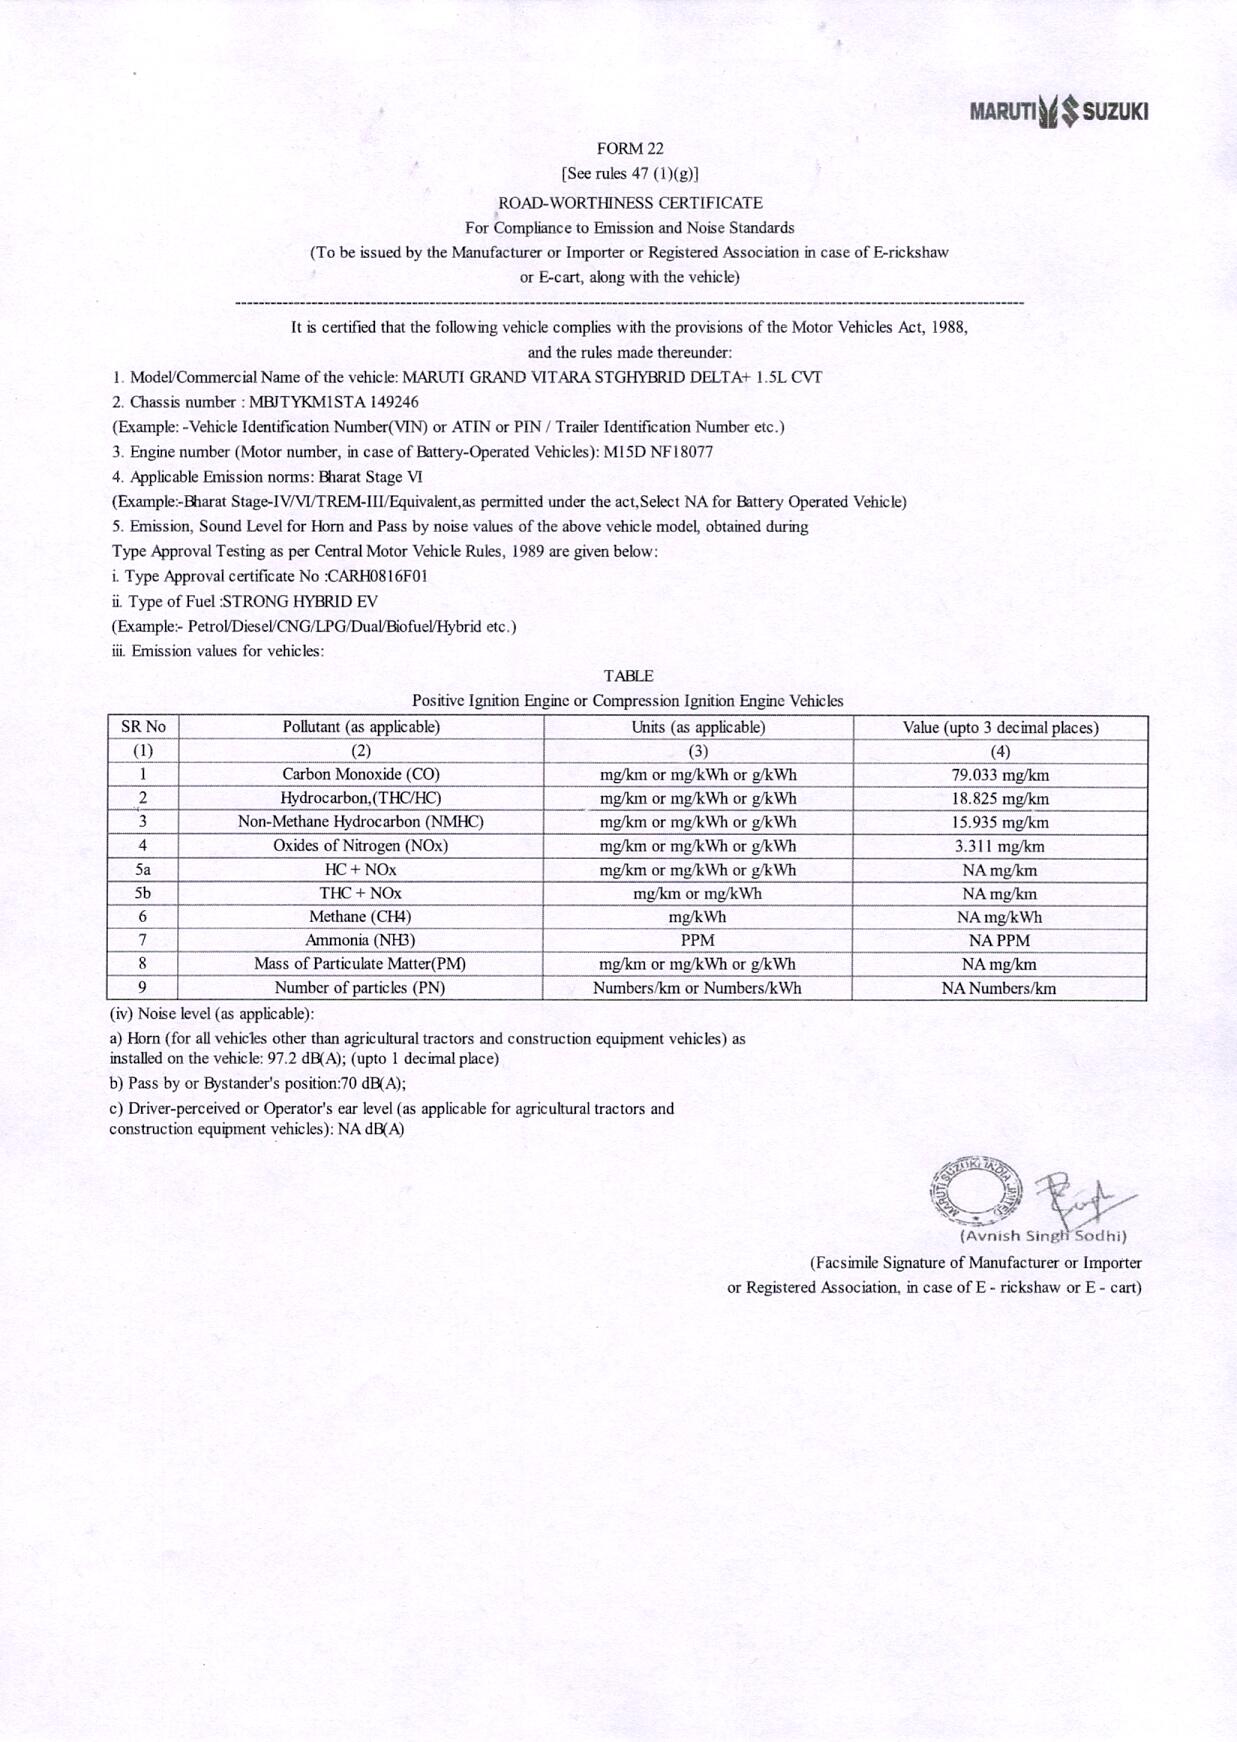 MARUTI SUZUKI
FORM 22
[See rules 47 (1)(g)]
ROAD-WORTHINESS CERTIFICATE
For Compliance to Emission and Noise Standards
(To be issued by the Manufacturer or Importer or Registered Association in case of E-rickshaw
or E-cart, along with the vehicle)
It is certified that the following vehicle complies with the provisions of the Motor Vehicles Act, 1988,
and the rules made thereunder:
1. Model/Commercial Name of the vehicle: MARUTI GRAND VITARA STGHYBRID DELTA+ 1.5L CVT
2. Chassis number : MBJTYKM1STA 149246
(Example: -Vehicle Identification Number(VIN) or ATIN or PIN / Trailer Identification Number etc.)
3. Engine number (Motor number, in case of Battery-Operated Vehicles): M15D NF18077
4. Applicable Emission norms: Bharat Stage VI
(Example:-Bharat Stage-IV/VI/TREM-III/Equivalent,as permitted under the act,Select NA for Battery Operated Vehicle)
5. Emission, Sound Level for Horn and Pass by noise values of the above vehicle model, obtained during
Type Approval Testing as per Central Motor Vehicle Rules, 1989 are given below:
i. Type Approval certificate No :CARH0816F01
ii. Type of Fuel :STRONG HYBRID EV
(Example:- Petrol/Diesel/CNG/LPG/Dual/Biofuel/Hybrid etc.)
iii. Emission values for vehicles:
TABLE
Positive Ignition Engine or Compression Ignition Engine Vehicles
SR No Pollutant (as applicable) Units (as applicable) Value (upto 3 decimal places)
(1) (2) (3) (4)
1 Carbon Monoxide (CO) mg/km or mg/kWh or g/kWh 79.033 mg/km
2 Hydrocarbon,(THC/HC) mg/km or mg/kWh or g/kWh 18.825 mg/km
3 Non-Methane Hydrocarbon (NMHC) mg/km or mg/kWh or g/kWh 15.935 mg/km
4 Oxides of Nitrogen (NOx) mg/km or mg/kWh or g/kWh 3.311 mg/km
5a HC + NOx mg/km or mg/kWh or g/kWh NA mg/km
5b THC + NOx mg/km or mg/kWh NA mg/km
6 Methane (CH4) mg/kWh NA mg/kWh
7 Ammonia (NH3) PPM NA PPM
8 Mass of Particulate Matter(PM) mg/km or mg/kWh or g/kWh NA mg/km
9 Number of particles (PN) Numbers/km or Numbers/kWh NA Numbers/km
(iv) Noise level (as applicable):
a) Horn (for all vehicles other than agricultural tractors and construction equipment vehicles) as
installed on the vehicle: 97.2 dB(A); (upto 1 decimal place)
b) Pass by or Bystander's position:70 dB(A);
c) Driver-perceived or Operator's ear level (as applicable for agricultural tractors and
construction equipment vehicles): NA dB(A)
MARUTI SUZUKI INDIA LIMITED
(Avnish Singh Sodhi)
(Facsimile Signature of Manufacturer or Importer
or Registered Association, in case of E - rickshaw or E - cart)